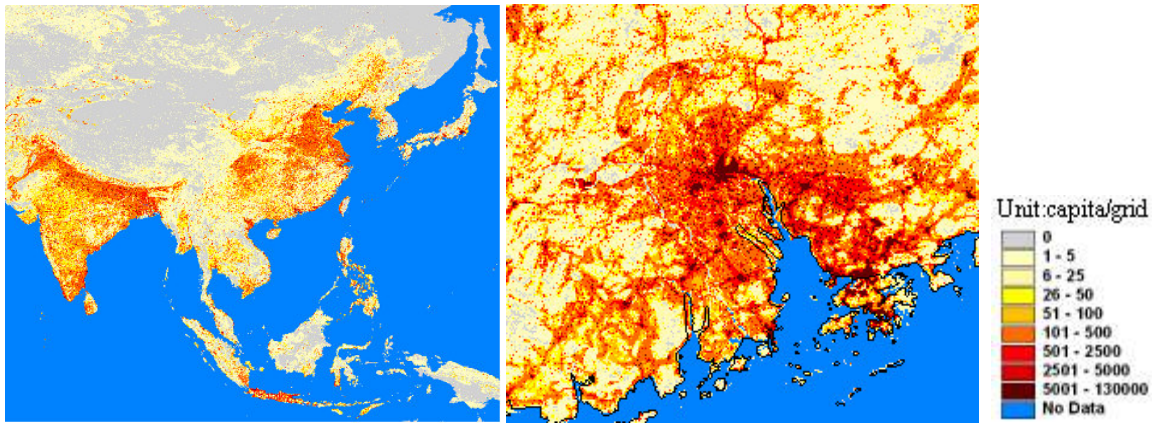 Unit:capita/grid
0
1 - 5
6 - 25
26 - 50
51 - 100
101 - 500
501 - 2500
2501 - 5000
5001 - 130000
No Data